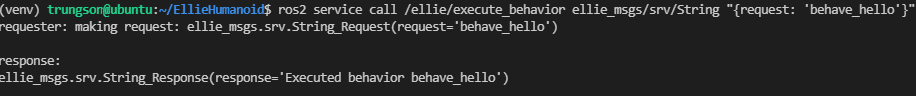 (venv) trungson@ubuntu:~/EllieHumanoid$ ros2 service call /ellie/execute_behavior ellie_msgs/srv/String "{request: 'behave_hello'}"
requester: making request: ellie_msgs.srv.String_Request(request='behave_hello')
response:
ellie_msgs.srv.String_Response(response='Executed behavior behave_hello')